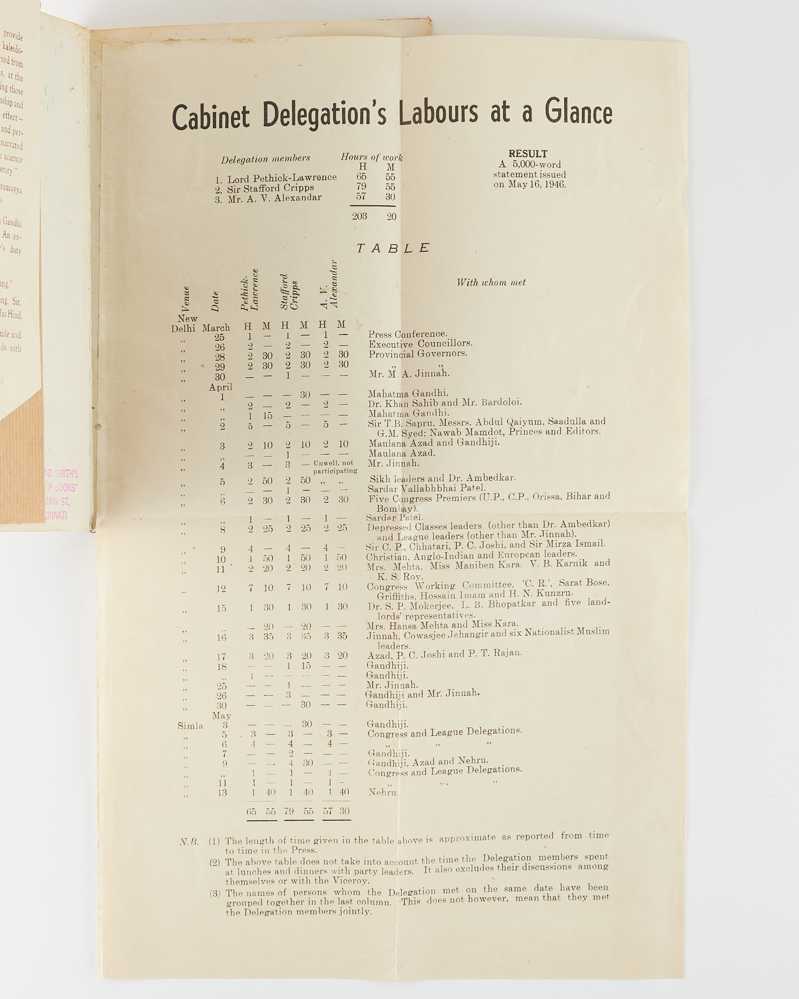 provide
kaleido-
at the
ing those
effect—
and per-
narrated
Gandhi
An
date
Sir,
with
BOOKS"
Cabinet Delegation's Labours at a Glance
Delegation members Hours of work
H M
1. Lord Pethick-Lawrence 65 55
2. Sir Stafford Cripps 79 55
3. Mr. A. V. Alexandar 57 30
203 20
RESULT
A 5,000-word
statement issued
on May 16, 1946.
TABLE
Venue Date Pethick-Lawrence Stafford Cripps A. V. Alexandar With whom met
New
Delhi March H M H M H M
,, 25 1 — 1 — 1 — Press Conference.
,, 26 2 — 2 — 2 — Executive Councillors.
,, 28 2 30 2 30 2 30 Provincial Governors.
,, 29 2 30 2 30 2 30 ,, ,,
,, 30 — — 1 — — — Mr. M A. Jinnah.
April
,, 1 — — — 30 — — Mahatma Gandhi.
,, ,, 2 — 2 — 2 — Dr. Khan Sahib and Mr. Bardoloi.
,, ,, 1 15 — — — — Mahatma Gandhi.
,, 2 5 — 5 — 5 — Sir T.B. Sapru, Messrs. Abdul Qaiyum, Saadulla and
G.M. Syed; Nawab Mamdot, Princes and Editors.
,, 3 2 10 2 10 2 10 Maulana Azad and Gandhiji.
,, ,, — — 1 — — — Maulana Azad.
,, 4 3 — 3 — Unwell, not participating Mr. Jinnah.
,, 5 2 50 2 50 ,, ,, Sikh leaders and Dr. Ambedkar.
,, ,, — — 1 — — — Sardar Vallabhbhai Patel.
,, 6 2 30 2 30 2 30 Five Congress Premiers (U.P., C.P., Orissa, Bihar and
Bombay).
,, ,, 1 — 1 — 1 — Sardar Patel.
,, 8 2 25 2 25 2 25 Depressed Classes leaders (other than Dr. Ambedkar)
and League leaders (other than Mr. Jinnah).
,, 9 4 — 4 — 4 — Sir C. P., Chhatari, P. C. Joshi, and Sir Mirza Ismail.
,, 10 1 50 1 50 1 50 Christian, Anglo-Indian and European leaders.
,, 11 2 20 2 20 2 20 Mrs. Mehta, Miss Maniben Kara, V. B. Karnik and
K. S. Roy.
,, 12 7 10 7 10 7 10 Congress Working Committee, 'C. R.', Sarat Bose,
Griffiths, Hossain Imam and H. N. Kunzru.
,, 15 1 30 1 30 1 30 Dr. S. P. Mokerjee, L. B. Bhopatkar and five land-
lords' representatives.
,, ,, — 20 — 20 — — Mrs. Hansa Mehta and Miss Kara.
,, 16 3 35 3 35 3 35 Jinnah, Cowasjee Jehangir and six Nationalist Muslim
leaders.
,, 17 3 20 3 20 3 20 Azad, P. C. Joshi and P. T. Rajan.
,, 18 — — 1 15 — — Gandhiji.
,, ,, 1 — — — — — Gandhiji.
,, 25 — — 1 — — — Mr. Jinnah.
,, 26 — — 3 — — — Gandhiji and Mr. Jinnah.
,, 30 — — — 30 — — Gandhiji.
May
Simla 3 — — — 30 — — Gandhiji.
,, 5 3 — 3 — 3 — Congress and League Delegations.
,, 6 4 — 4 — 4 — ,, ,, ,,
,, 7 — — 2 — — — Gandhiji.
,, 9 — — 4 30 — — Gandhiji, Azad and Nehru.
,, ,, 1 — 1 — 1 — Congress and League Delegations.
,, 11 1 — 1 — 1 - ,, ,, ,,
,, 13 1 40 1 40 1 40 Nehru.
65 55 79 55 57 30
N.B. (1) The length of time given in the table above is approximate as reported from time
to time in the Press.
(2) The above table does not take into account the time the Delegation members spent
at lunches and dinners with party leaders. It also excludes their discussions among
themselves or with the Viceroy.
(3) The names of persons whom the Delegation met on the same date have been
grouped together in the last column. This does not however, mean that they met
the Delegation members jointly.